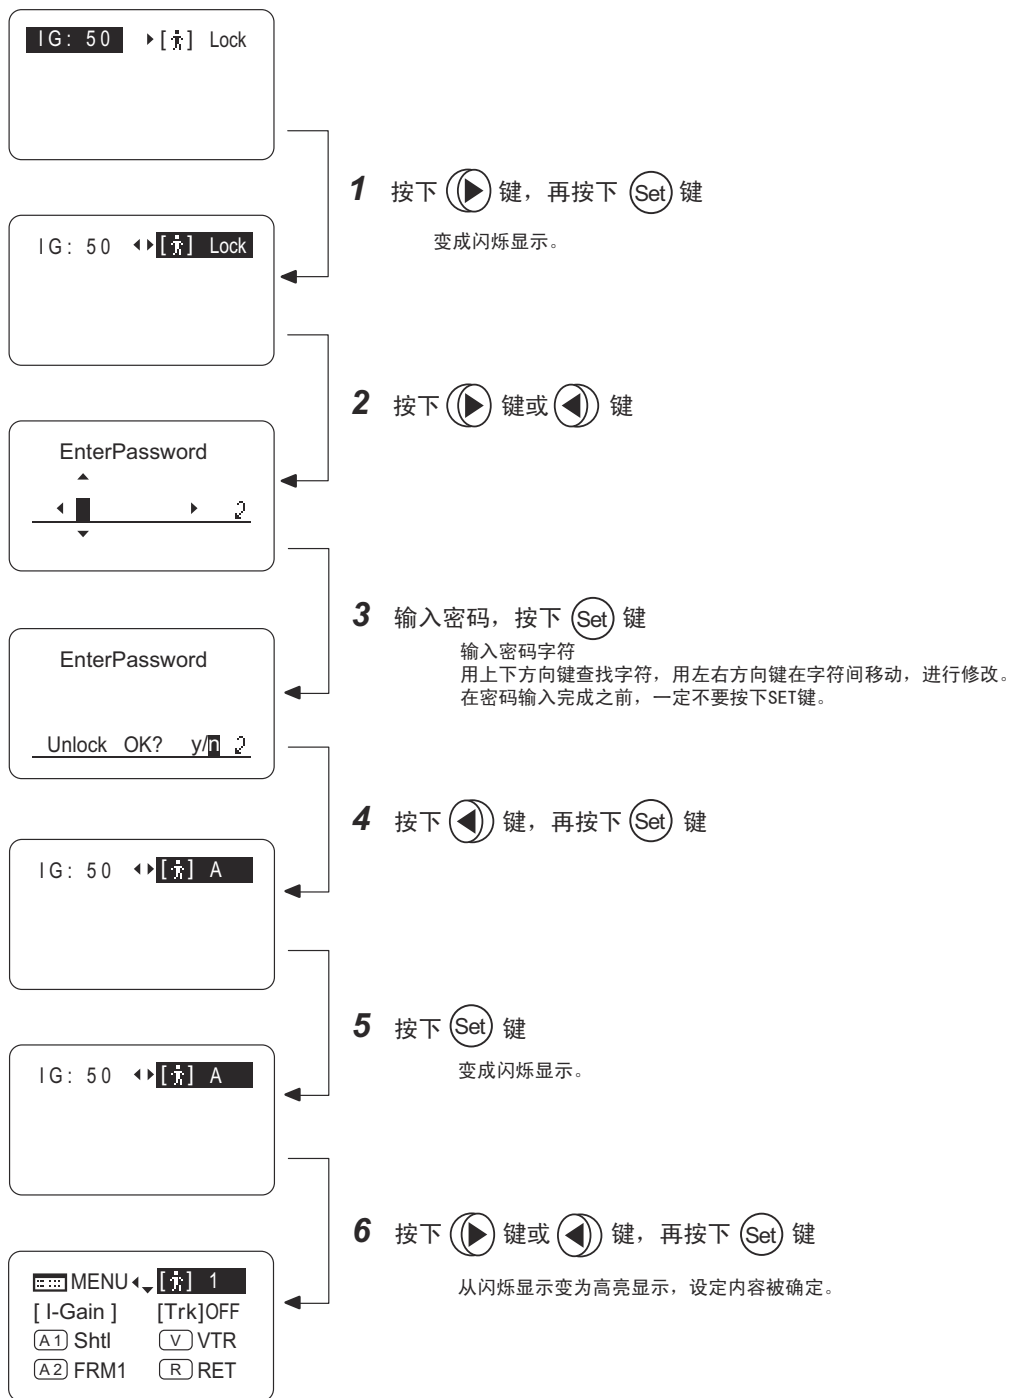 IG: 50 [ ] Lock
1 按下 键，再按下 Set 键
变成闪烁显示。
IG: 50 [ ] Lock
2 按下 键或 键
EnterPassword
3 输入密码，按下 Set 键
输入密码字符
用上下方向键查找字符，用左右方向键在字符间移动，进行修改。
在密码输入完成之前，一定不要按下SET键。
EnterPassword
Unlock OK? y/n
4 按下 键，再按下 Set 键
IG: 50 [ ] A
5 按下 Set 键
变成闪烁显示。
IG: 50 [ ] A
6 按下 键或 键，再按下 Set 键
从闪烁显示变为高亮显示，设定内容被确定。
MENU [ ] 1
[ I-Gain ] [Trk]OFF
A1 Shtl V VTR
A2 FRM1 R RET